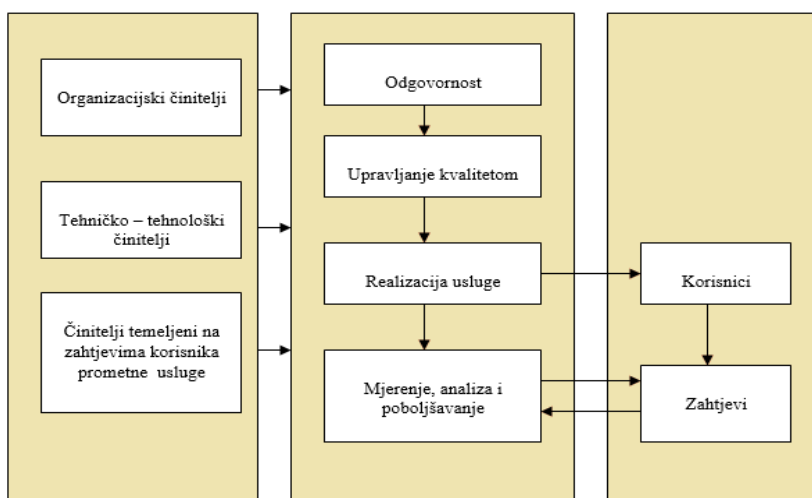 Organizacijski činitelji
Tehničko – tehnološki
činitelji
Činitelji temeljeni na
zahtjevima korisnika
prometne usluge
Odgovornost
Upravljanje kvalitetom
Realizacija usluge
Mjerenje, analiza i
poboljšavanje
Korisnici
Zahtjevi